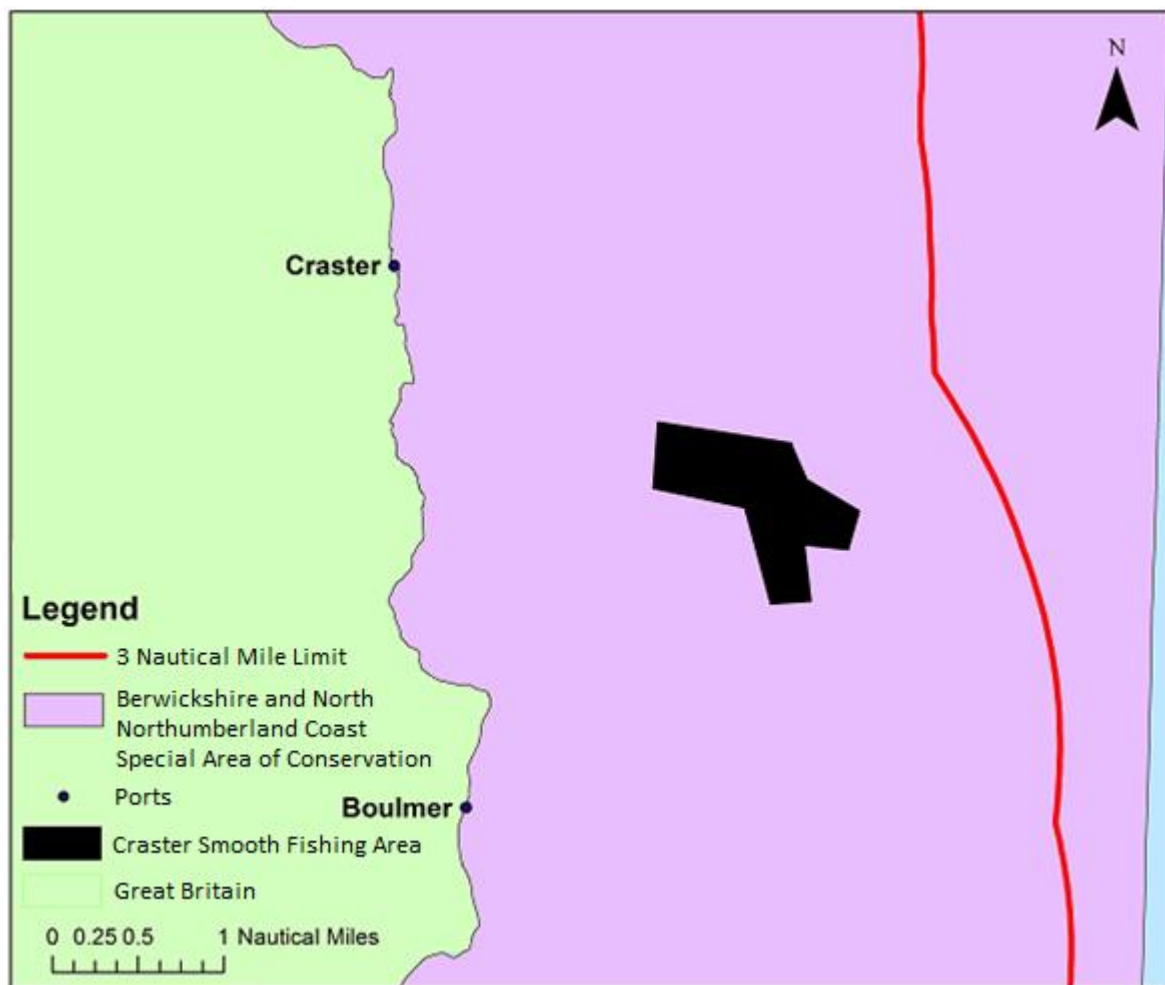 N
Craster
Legend
3 Nautical Mile Limit
Berwickshire and North
Northumberland Coast
Special Area of Conservation
Ports
Boulmer
Craster Smooth Fishing Area
Great Britain
0 0.25 0.5 1 Nautical Miles